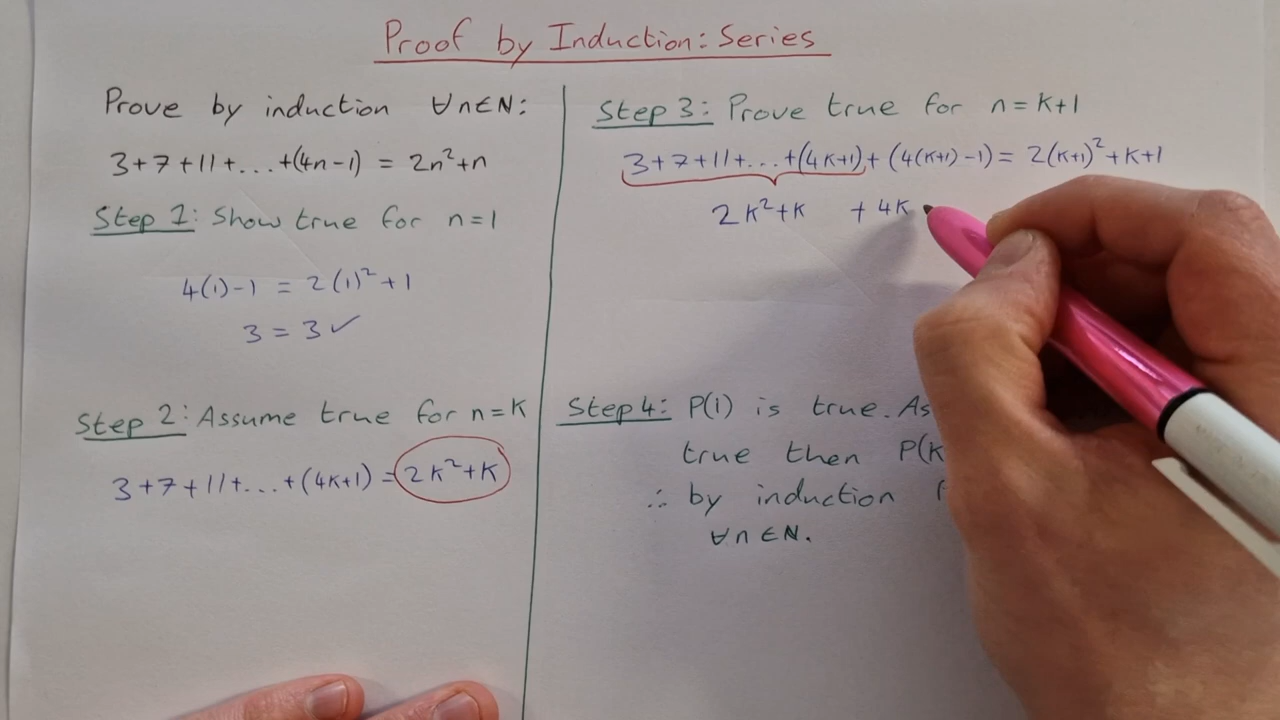 Proof by Induction: Series
Prove by induction ∀n∈N:
3+7+11+...+(4n-1) = 2n²+n
Step 1: Show true for n=1
4(1)-1 = 2(1)²+1
3 = 3 ✓
Step 2: Assume true for n=K
3+7+11+...+(4K+1) = 2K²+K
Step 3: Prove true for n=K+1
3+7+11+...+(4K+1)+(4(K+1)-1) = 2(K+1)²+K+1
2K²+K +4K
Step 4: P(1) is true. As
true then P(K
∴ by induction
∀n∈N.